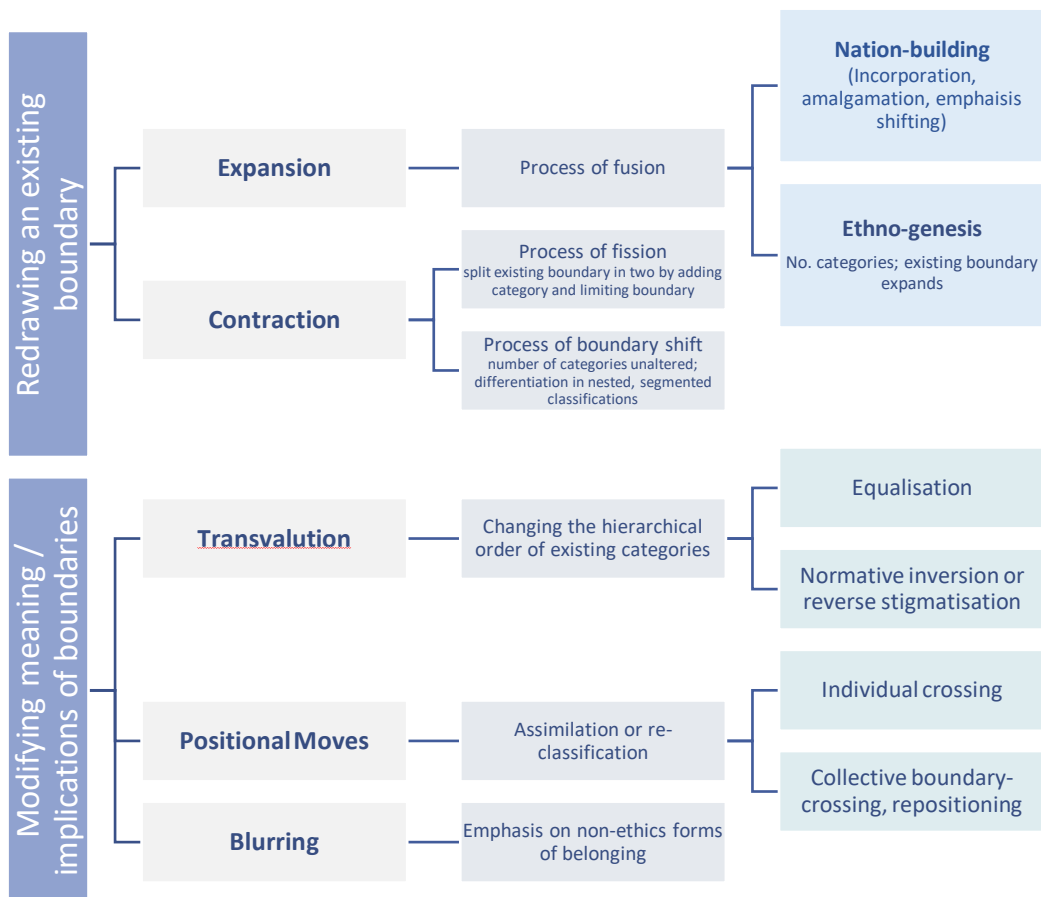 Redrawing an existing
boundary
Expansion
Process of fusion
Nation-building
(Incorporation,
amalgamation, emphaisis
shifting)
Ethno-genesis
No. categories; existing boundary
expands
Contraction
Process of fission
split existing boundary in two by adding
category and limiting boundary
Process of boundary shift
number of categories unaltered;
differentiation in nested, segmented
classifications
Modifying meaning /
implications of boundaries
Transvalution
Changing the hierarchical
order of existing categories
Equalisation
Normative inversion or
reverse stigmatisation
Positional Moves
Assimilation or re-
classification
Individual crossing
Collective boundary-
crossing, repositioning
Blurring
Emphasis on non-ethics forms
of belonging